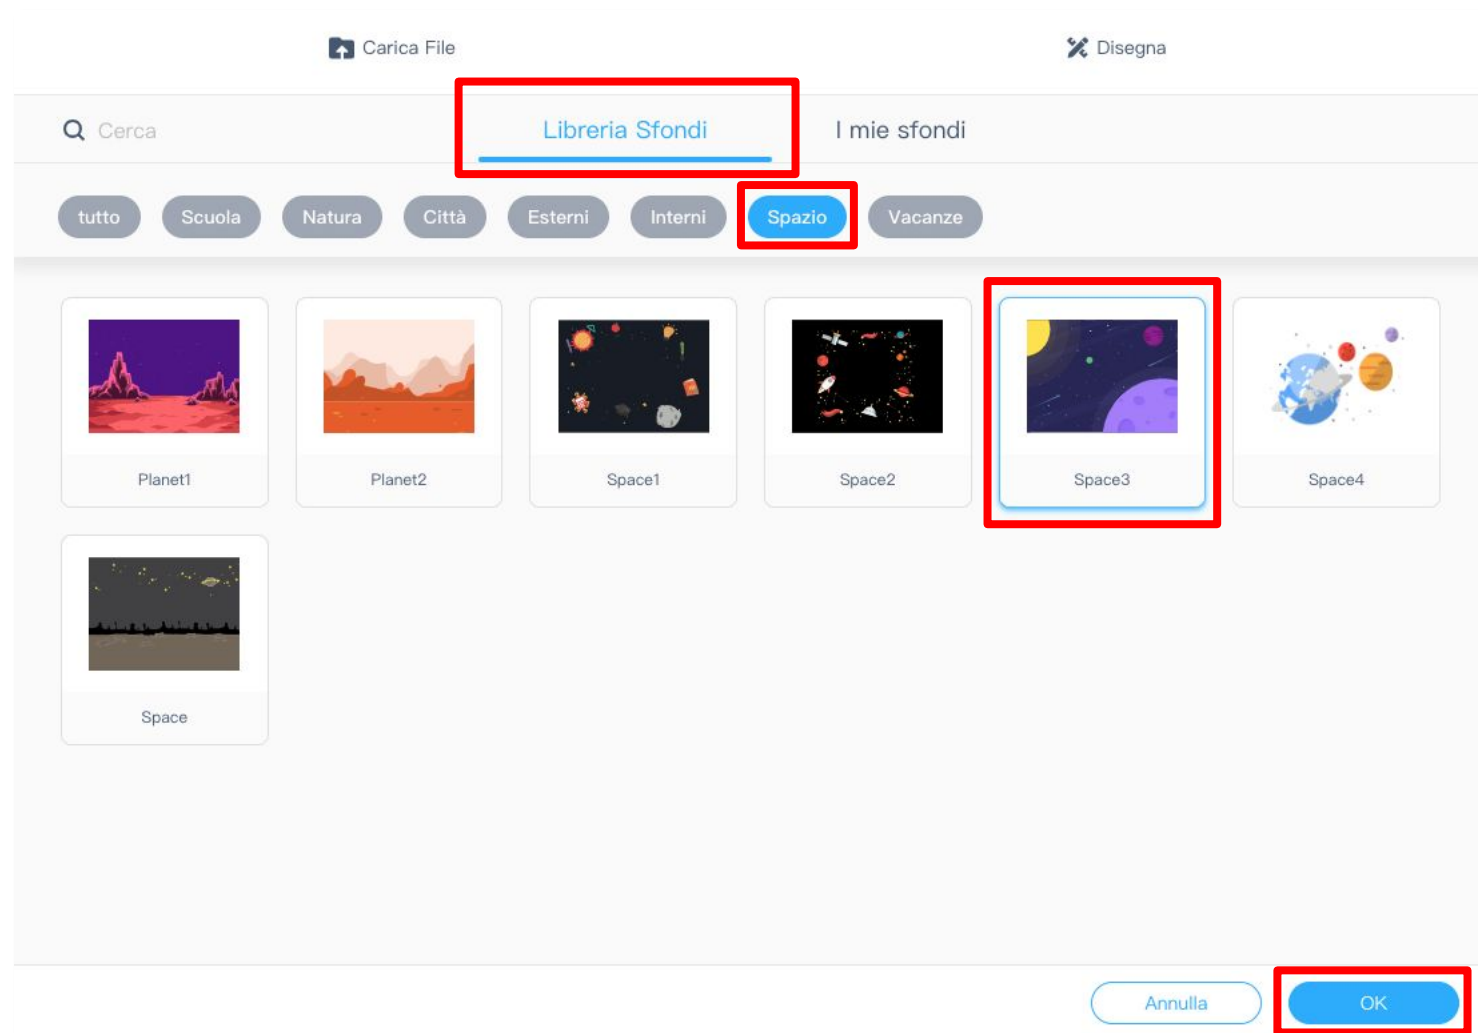 Carica File
Disegna
Cerca
Libreria Sfondi
I mie sfondi
tutto
Scuola
Natura
Città
Esterni
Interni
Spazio
Vacanze
Planet1
Planet2
Space1
Space2
Space3
Space4
Space
Annulla
OK